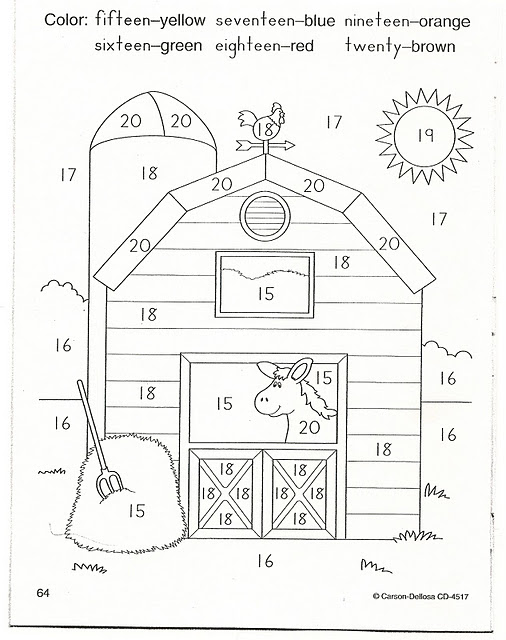 Color: fifteen–yellow seventeen–blue nineteen–orange
sixteen–green eighteen–red twenty–brown
20 20 18 17 19
17 18
20 20
17
20 20
18
15
18
16
15 16
18 15
16 20 18 16
18 18
18 18 18 18
15
18 18
16
64 © Carson-Dellosa CD-4517